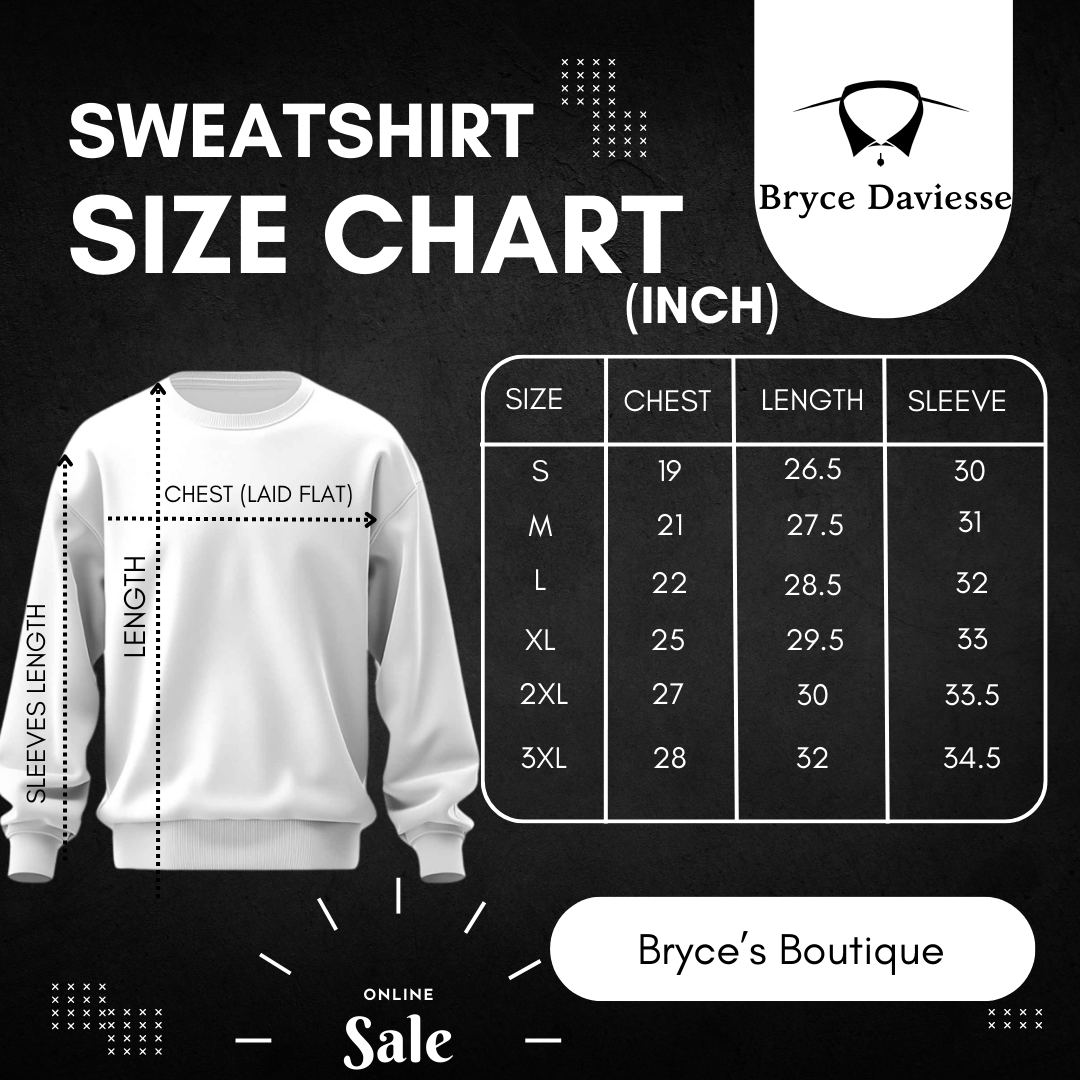 SWEATSHIRT
SIZE CHART
(INCH)
Bryce Daviesse
SIZE CHEST LENGTH SLEEVE
S 19 26.5 30
M 21 27.5 31
L 22 28.5 32
XL 25 29.5 33
2XL 27 30 33.5
3XL 28 32 34.5
CHEST (LAID FLAT)
LENGTH
SLEEVES LENGTH
Bryce’s Boutique
ONLINE
Sale